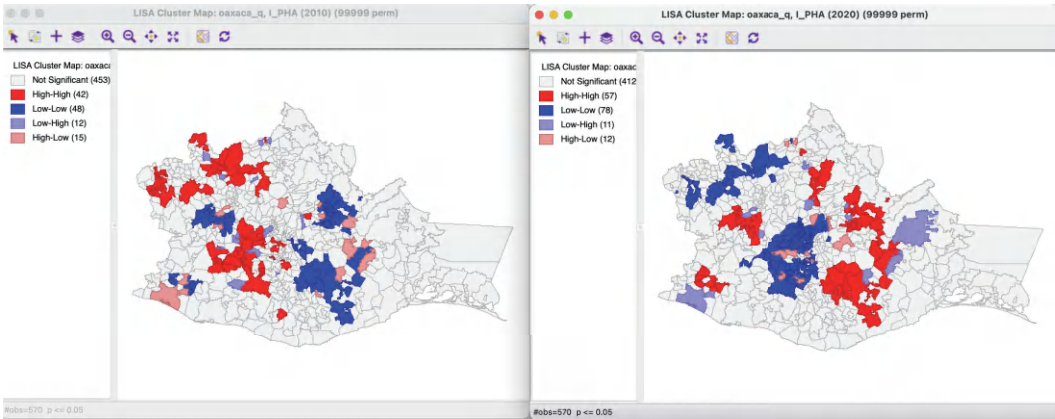 LISA Cluster Map: oaxaca_q, I_PHA (2010) (99999 perm)
LISA Cluster Map: oaxac
Not Significant (453)
High-High (42)
Low-Low (48)
Low-High (12)
High-Low (15)
#obs=570 p <= 0.05
LISA Cluster Map: oaxaca_q, I_PHA (2020) (99999 perm)
LISA Cluster Map: oaxac
Not Significant (412
High-High (57)
Low-Low (78)
Low-High (11)
High-Low (12)
#obs=570 p <= 0.05